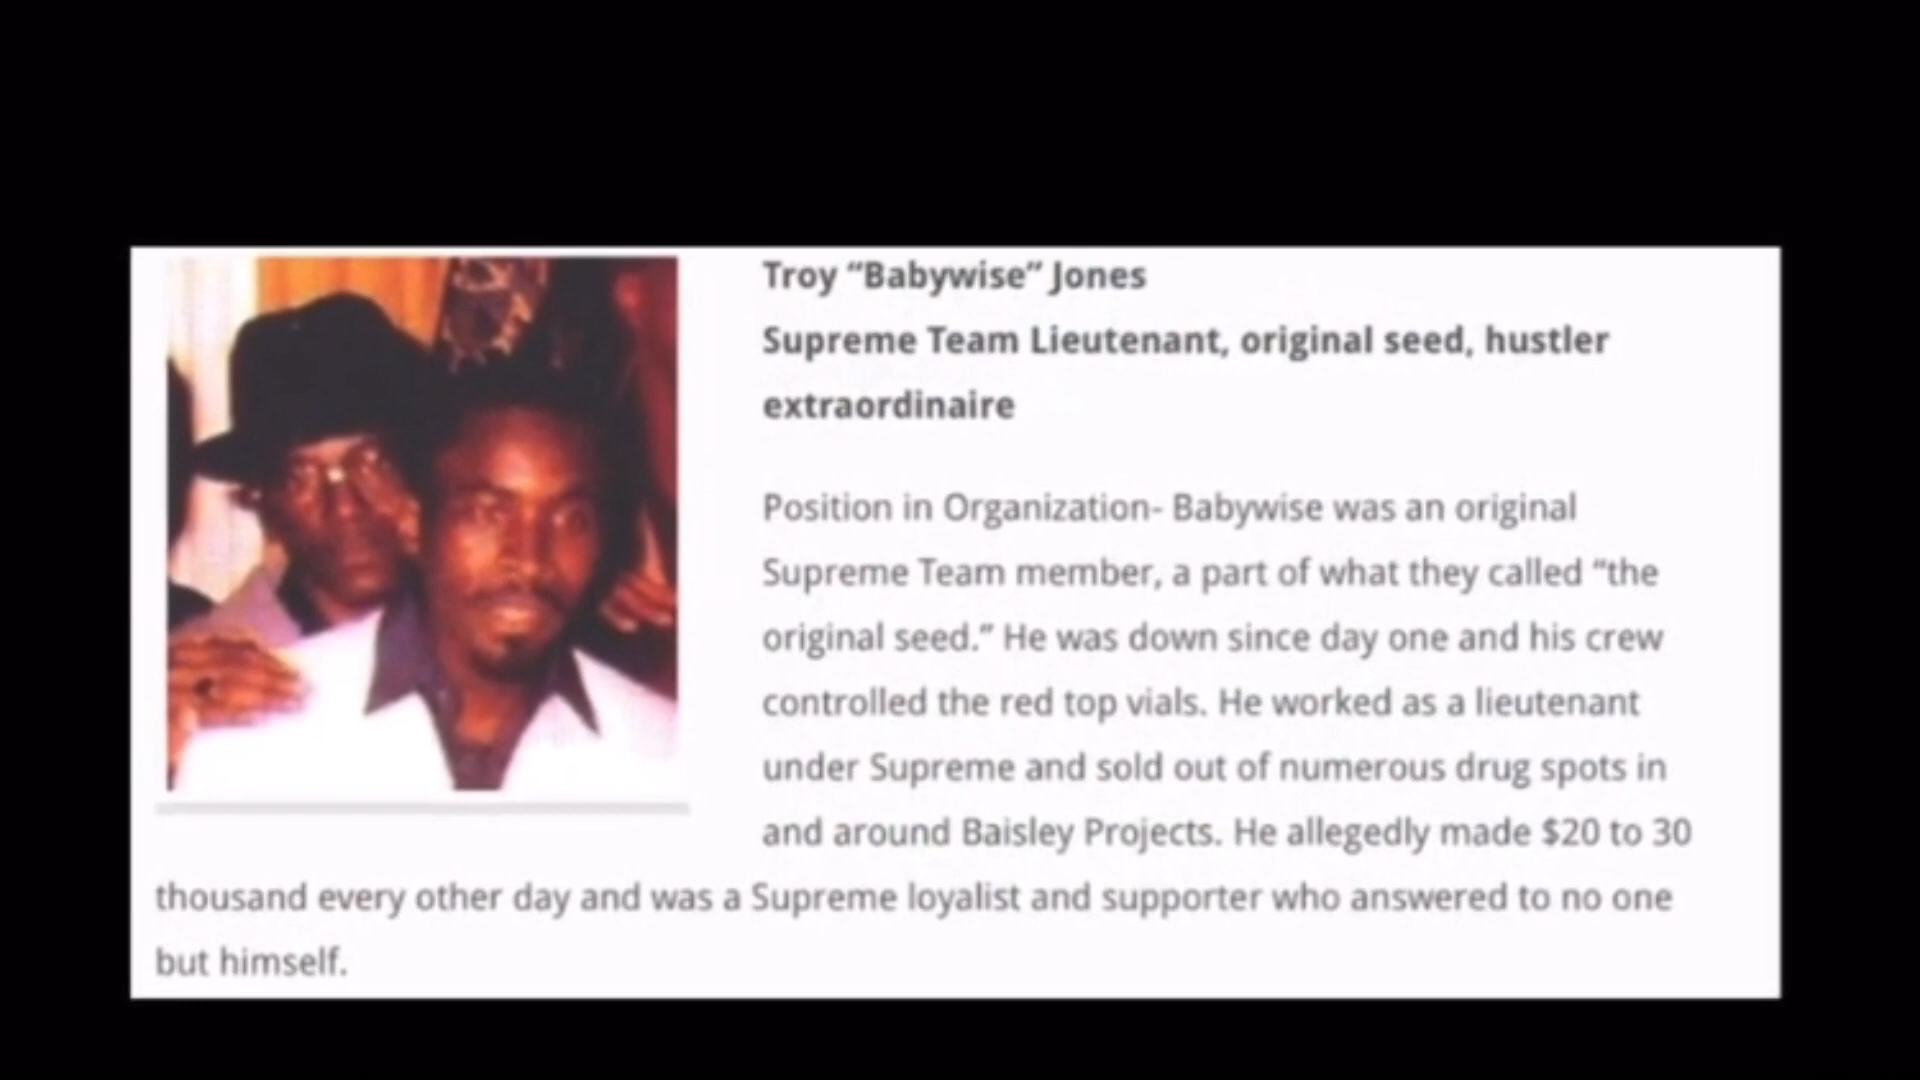 Troy “Babywise” Jones
Supreme Team Lieutenant, original seed, hustler
extraordinaire
Position in Organization- Babywise was an original
Supreme Team member, a part of what they called “the
original seed.” He was down since day one and his crew
controlled the red top vials. He worked as a lieutenant
under Supreme and sold out of numerous drug spots in
and around Baisley Projects. He allegedly made $20 to 30
thousand every other day and was a Supreme loyalist and supporter who answered to no one
but himself.